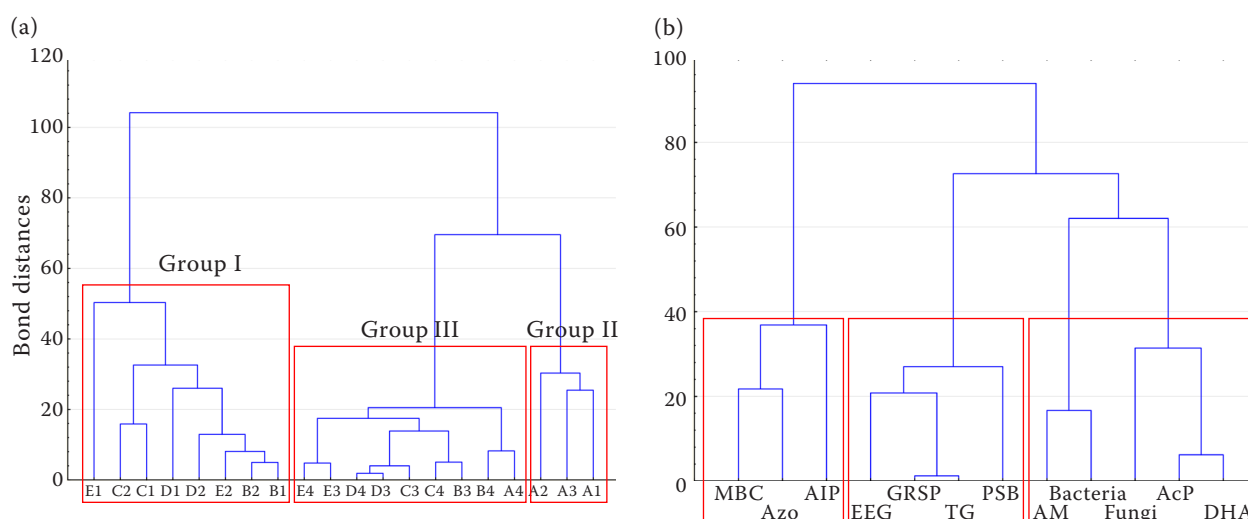 (a)
120
100
80
60
40
20
0
Bond distances
Group I
Group III
Group II
E1 C2 C1 D1 D2 E2 B2 B1 E4 E3 D4 D3 C3 C4 B3 B4 A4 A2 A3 A1
(b)
100
80
60
40
20
0
MBC AIP GRSP PSB Bacteria AcP
Azo EEG TG AM Fungi DHA